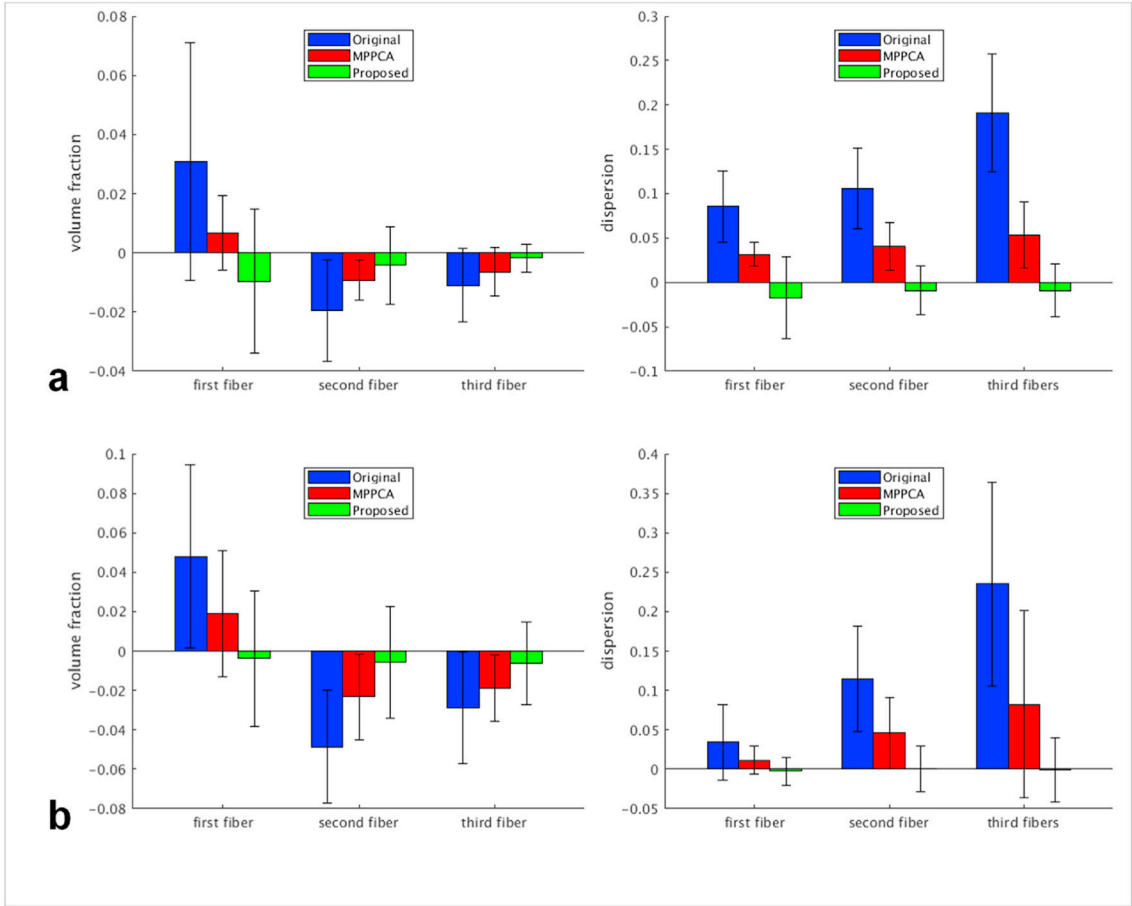 0.08
0.06
0.04
0.02
0
−0.02
−0.04
volume fraction
Original
MPPCA
Proposed
first fiber
second fiber
third fiber
0.3
0.25
0.2
0.15
0.1
0.05
0
−0.05
−0.1
dispersion
Original
MPPCA
Proposed
first fiber
second fiber
third fibers
a
0.1
0.08
0.06
0.04
0.02
0
−0.02
−0.04
−0.06
−0.08
volume fraction
Original
MPPCA
Proposed
first fiber
second fiber
third fiber
0.4
0.35
0.3
0.25
0.2
0.15
0.1
0.05
0
−0.05
dispersion
Original
MPPCA
Proposed
first fiber
second fiber
third fibers
b